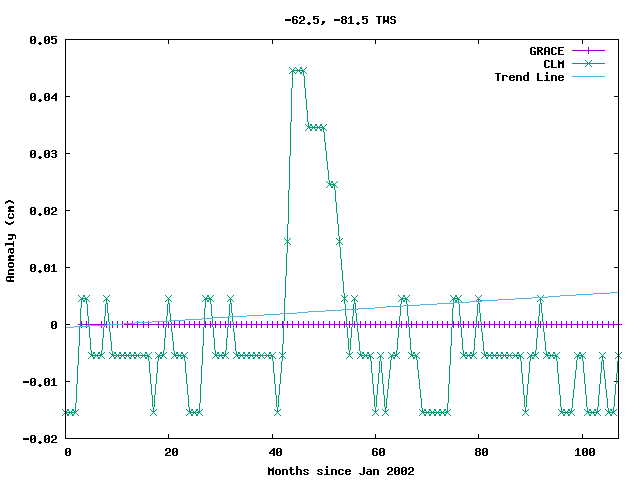 -62.5, -81.5 TWS
0.05
GRACE
CLM
0.04
Trend Line
0.03
0.02
Anomaly (cm)
0.01
0
-0.01
-0.02
0 20 40 60 80 100
Months since Jan 2002